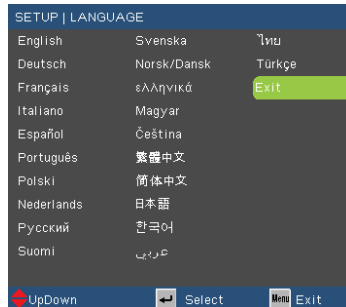 SETUP | LANGUAGE
English Svenska ไทย
Deutsch Norsk/Dansk Türkçe
Français ελληνικά Exit
Italiano Magyar
Español Čeština
Português 繁體中文
Polski 简体中文
Nederlands 日本語
Русский 한국어
Suomi عربي
UpDown Select Menu Exit